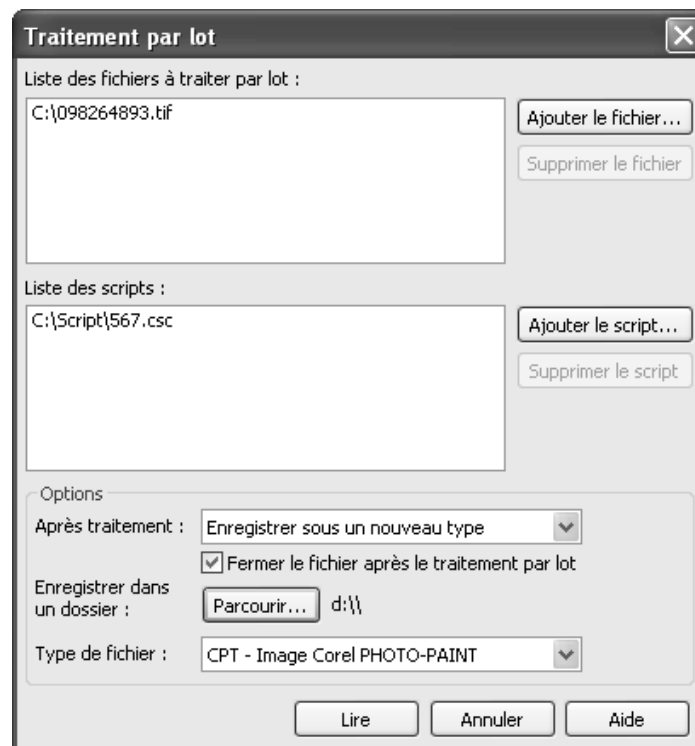 Traitement par lot
Liste des fichiers à traiter par lot :
C:\098264893.tif
Ajouter le fichier...
Supprimer le fichier
Liste des scripts :
C:\Script\567.csc
Ajouter le script...
Supprimer le script
Options
Après traitement : Enregistrer sous un nouveau type
Fermer le fichier après le traitement par lot
Enregistrer dans
un dossier : Parcourir... d:\\
Type de fichier : CPT - Image Corel PHOTO-PAINT
Lire Annuler Aide